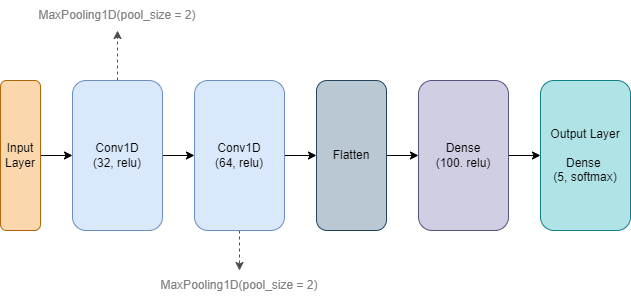 MaxPooling1D(pool_size = 2)
Input
Layer
Conv1D
(32, relu)
Conv1D
(64, relu)
Flatten
Dense
(100. relu)
Output Layer
Dense
(5, softmax)
MaxPooling1D(pool_size = 2)